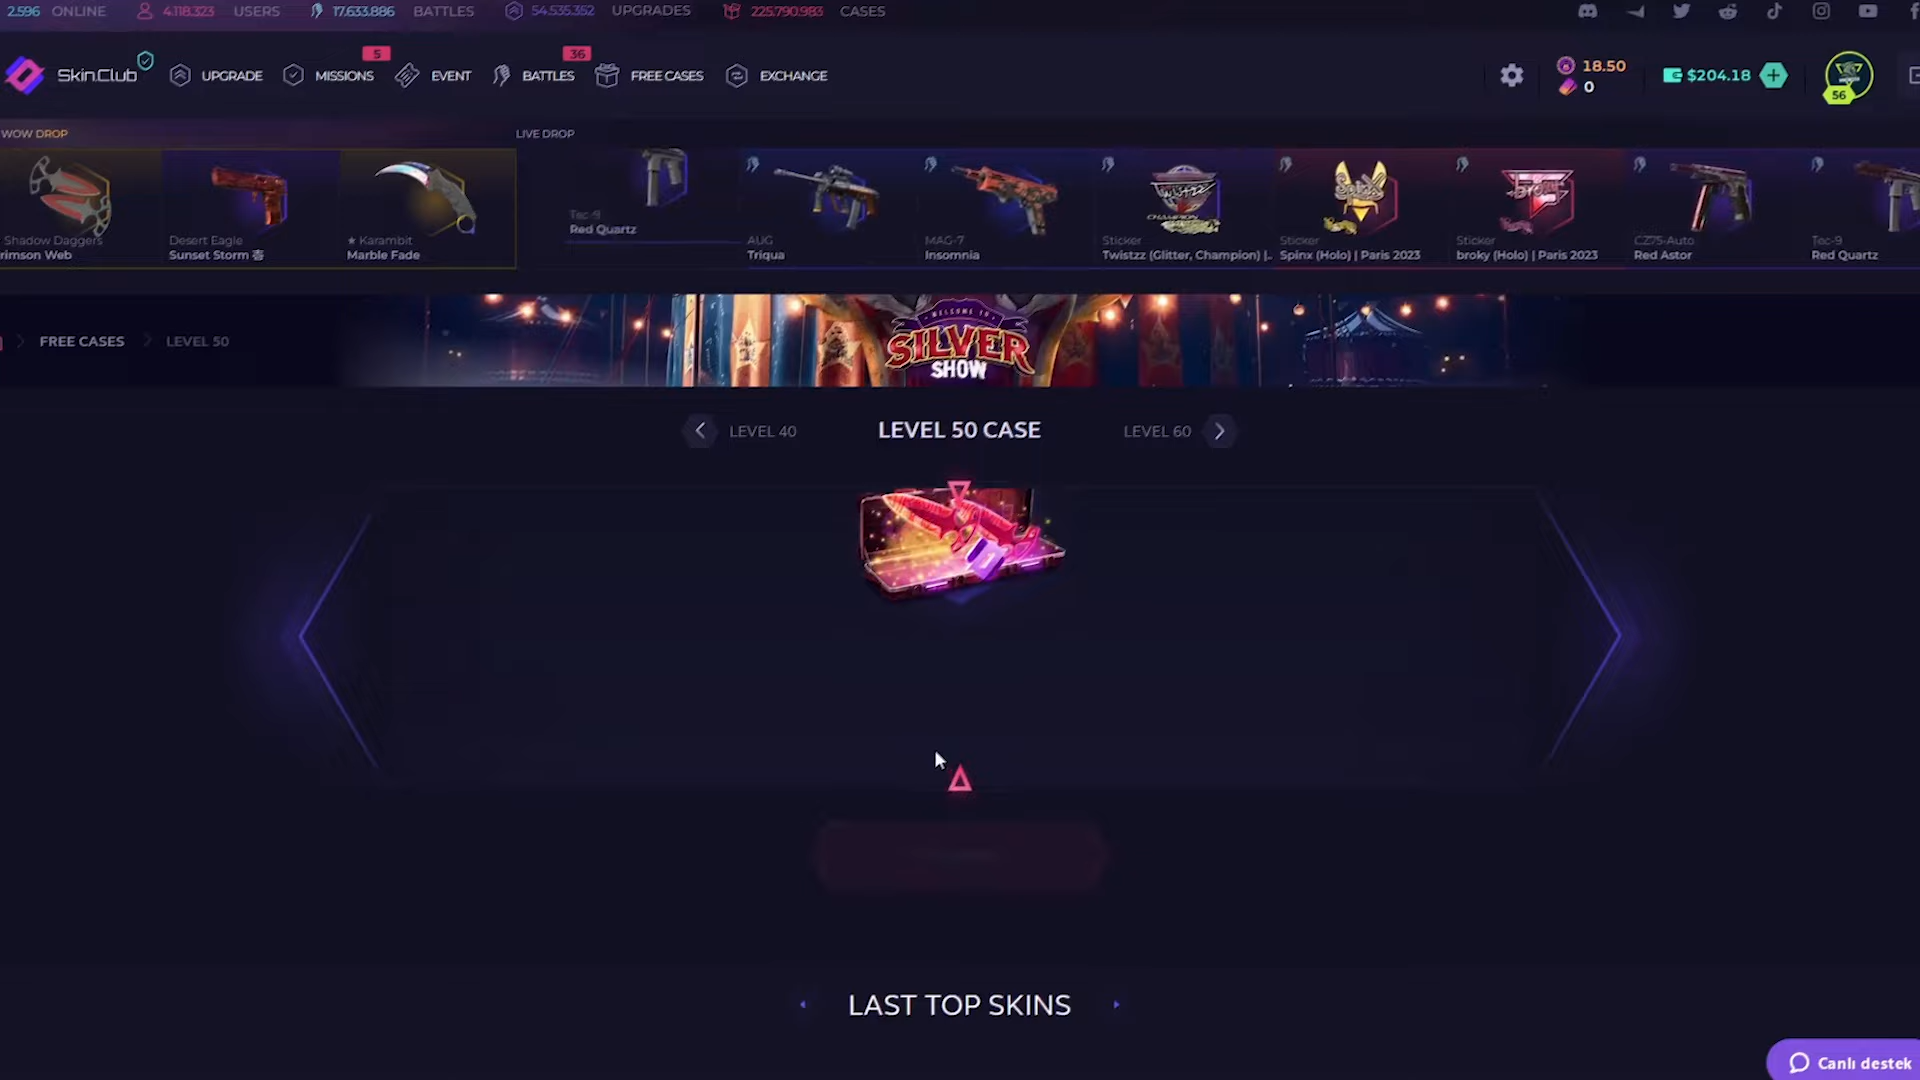 2.596 ONLINE 4.118.323 USERS 17.633.886 BATTLES 54.535.352 UPGRADES 225.790.983 CASES
Skin.Club UPGRADE 5 MISSIONS EVENT 36 BATTLES FREE CASES EXCHANGE 18.50 0 $204.18 56
WOW DROP LIVE DROP
Shadow Daggers
rimson Web
Desert Eagle
Sunset Storm 壱
★ Karambit
Marble Fade
Tec-9
Red Quartz
AUG
Triqua
MAG-7
Insomnia
Sticker
Twistzz (Glitter, Champion) |..
Sticker
Spinx (Holo) | Paris 2023
Sticker
broky (Holo) | Paris 2023
CZ75-Auto
Red Astor
Tec-9
Red Quartz
FREE CASES LEVEL 50
WELCOME TO
SILVER
SHOW
LEVEL 40 LEVEL 50 CASE LEVEL 60
LAST TOP SKINS
Canlı destek